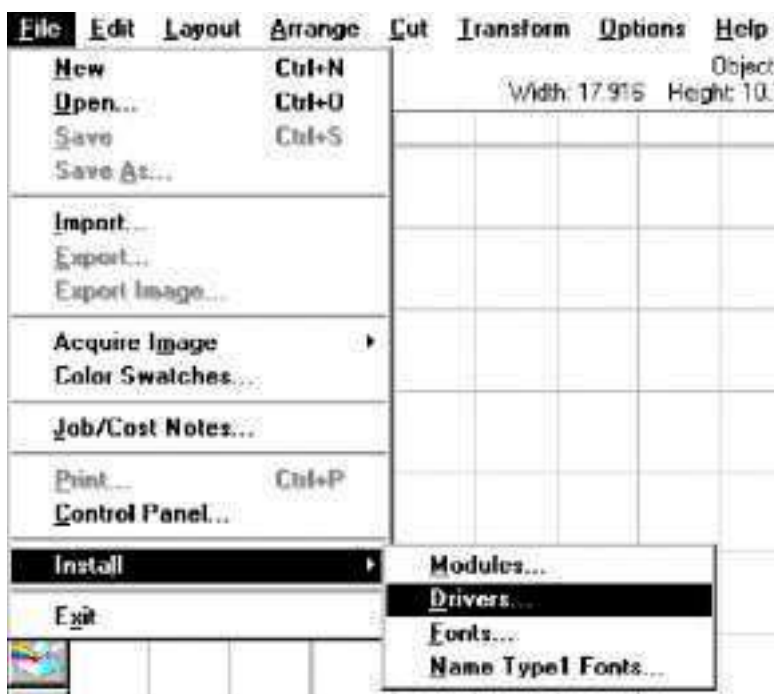 File Edit Layout Arrange Cut Transform Options Help
Object
Width: 17.916 Height: 10.
New Ctrl+N
Open... Ctrl+O
Save Ctrl+S
Save As...
Import...
Export...
Export Image...
Acquire Image
Color Swatches...
Job/Cost Notes...
Print... Ctrl+P
Control Panel...
Install
Exit
Modules...
Drivers...
Fonts...
Name Type1 Fonts...